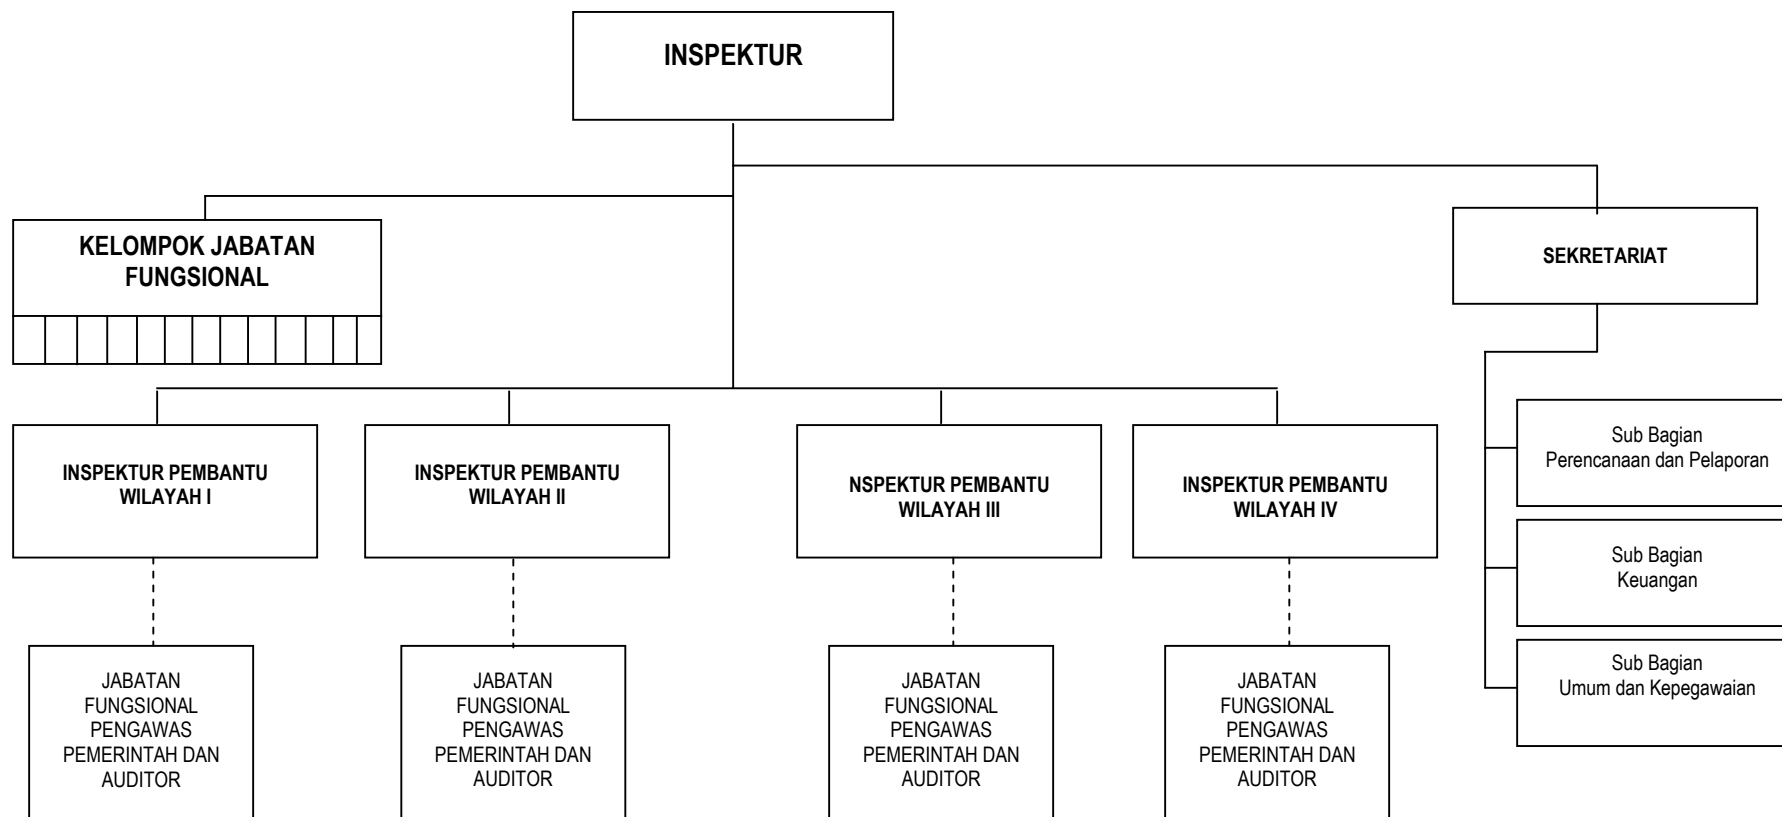 INSPEKTUR
KELOMPOK JABATAN
FUNGSIONAL
SEKRETARIAT
INSPEKTUR PEMBANTU
WILAYAH I
INSPEKTUR PEMBANTU
WILAYAH II
NSPEKTUR PEMBANTU
WILAYAH III
INSPEKTUR PEMBANTU
WILAYAH IV
Sub Bagian
Perencanaan dan Pelaporan
Sub Bagian
Keuangan
Sub Bagian
Umum dan Kepegawaian
JABATAN
FUNGSIONAL
PENGAWAS
PEMERINTAH DAN
AUDITOR
JABATAN
FUNGSIONAL
PENGAWAS
PEMERINTAH DAN
AUDITOR
JABATAN
FUNGSIONAL
PENGAWAS
PEMERINTAH DAN
AUDITOR
JABATAN
FUNGSIONAL
PENGAWAS
PEMERINTAH DAN
AUDITOR